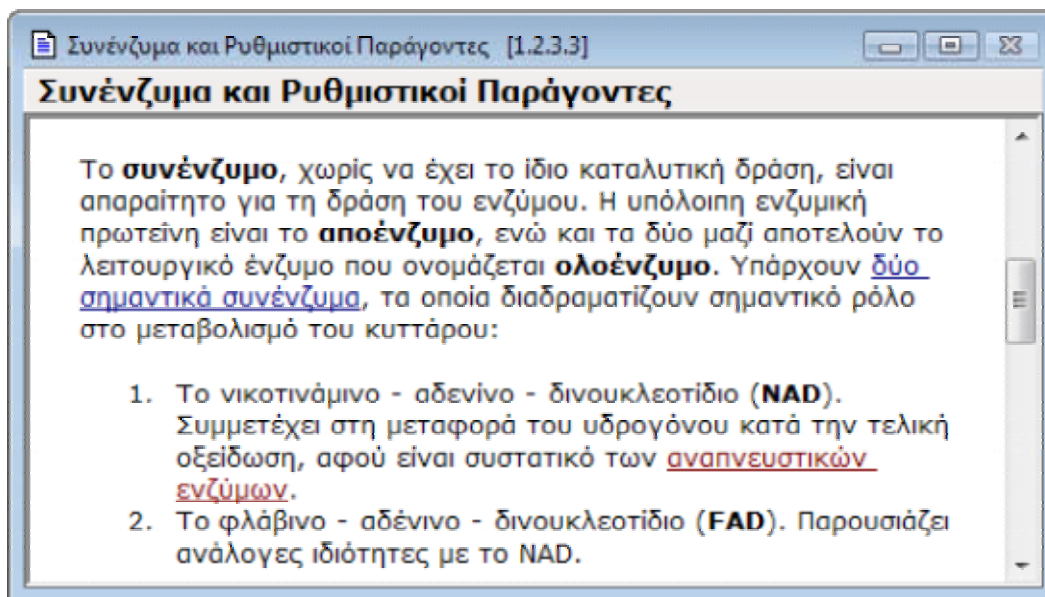 Συνένζυμα και Ρυθμιστικοί Παράγοντες [1.2.3.3]
Συνένζυμα και Ρυθμιστικοί Παράγοντες
Το συνένζυμο, χωρίς να έχει το ίδιο καταλυτική δράση, είναι
απαραίτητο για τη δράση του ενζύμου. Η υπόλοιπη ενζυμική
πρωτεΐνη είναι το αποένζυμο, ενώ και τα δύο μαζί αποτελούν το
λειτουργικό ένζυμο που ονομάζεται ολοένζυμο. Υπάρχουν δύο
σημαντικά συνένζυμα, τα οποία διαδραματίζουν σημαντικό ρόλο
στο μεταβολισμό του κυττάρου:
1. Το νικοτινάμινο - αδενίνο - δινουκλεοτίδιο (NAD).
Συμμετέχει στη μεταφορά του υδρογόνου κατά την τελική
οξείδωση, αφού είναι συστατικό των αναπνευστικών
ενζύμων.
2. Το φλάβινο - αδένινο - δινουκλεοτίδιο (FAD). Παρουσιάζει
ανάλογες ιδιότητες με το NAD.